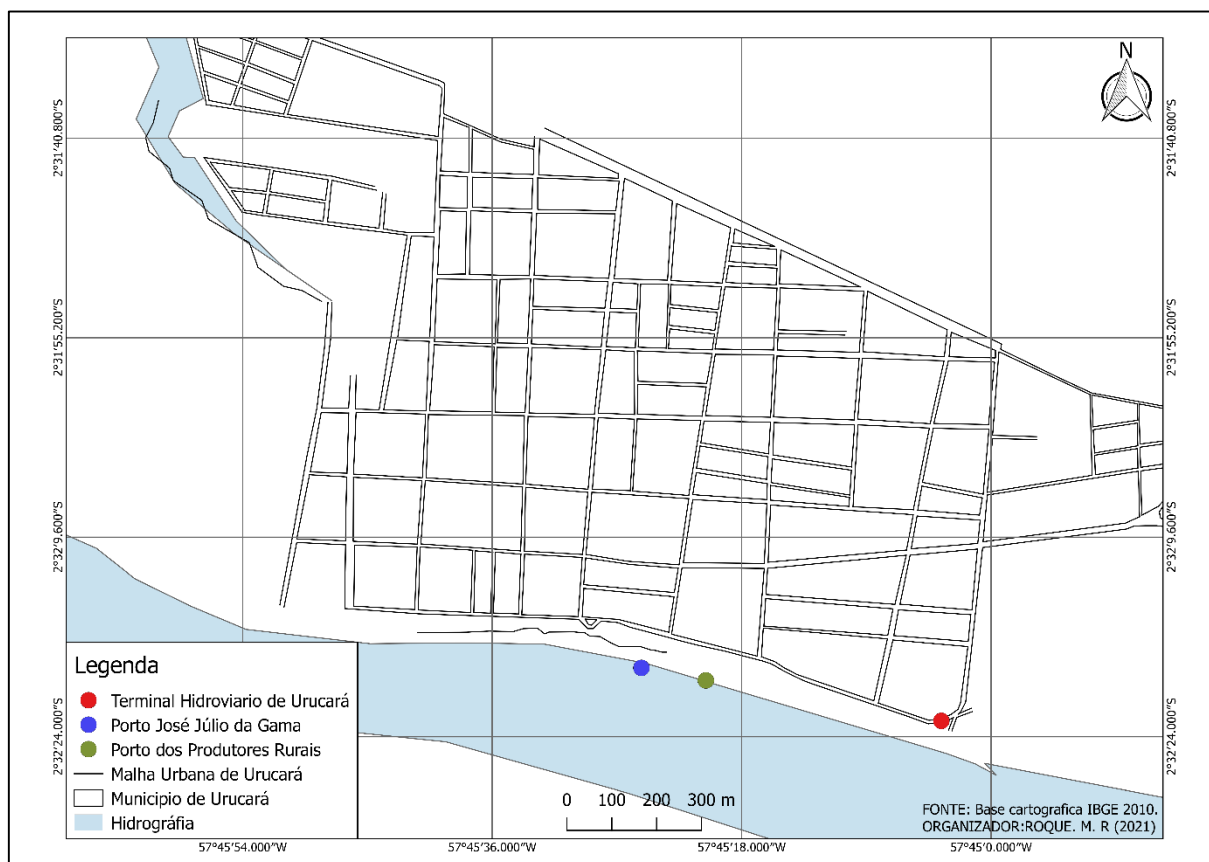 N
2°31'40.800"S
2°31'40.800"S
2°31'55.200"S
2°31'55.200"S
2°32'9.600"S
2°32'9.600"S
2°32'24.000"S
2°32'24.000"S
Legenda
Terminal Hidroviario de Urucará
Porto José Júlio da Gama
Porto dos Produtores Rurais
Malha Urbana de Urucará
Municipio de Urucará
Hidrográfia
0 100 200 300 m
FONTE: Base cartografica IBGE 2010.
ORGANIZADOR:ROQUE. M. R (2021)
57°45'54.000"W
57°45'36.000"W
57°45'18.000"W
57°45'0.000"W